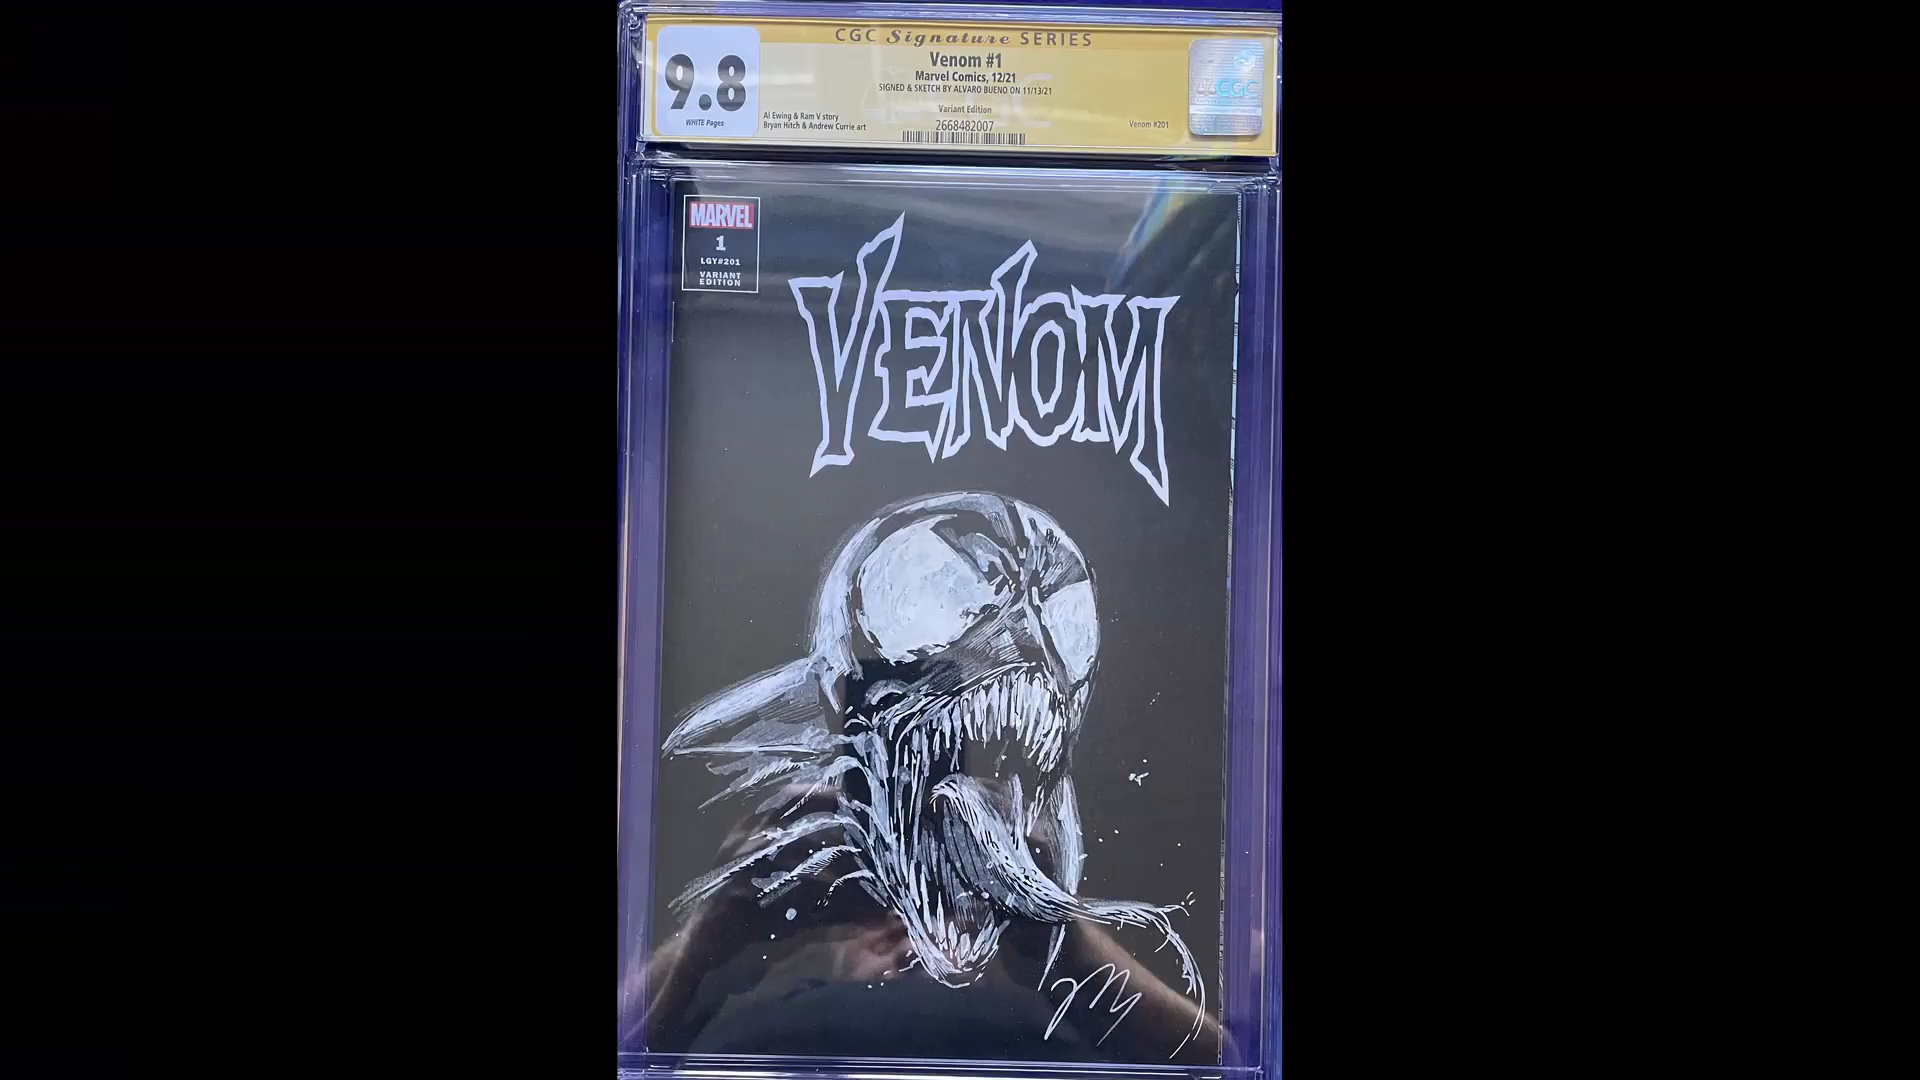 CGC Signature SERIES
9.8
WHITE Pages
Venom #1
Marvel Comics, 12/21
SIGNED & SKETCH BY ALVARO BUENO ON 11/13/21
Variant Edition
Al Ewing & Ram V story
Bryan Hitch & Andrew Currie art
2668482007
Venom #201
CGC
MARVEL
1
LGY#201
VARIANT
EDITION
VENOM